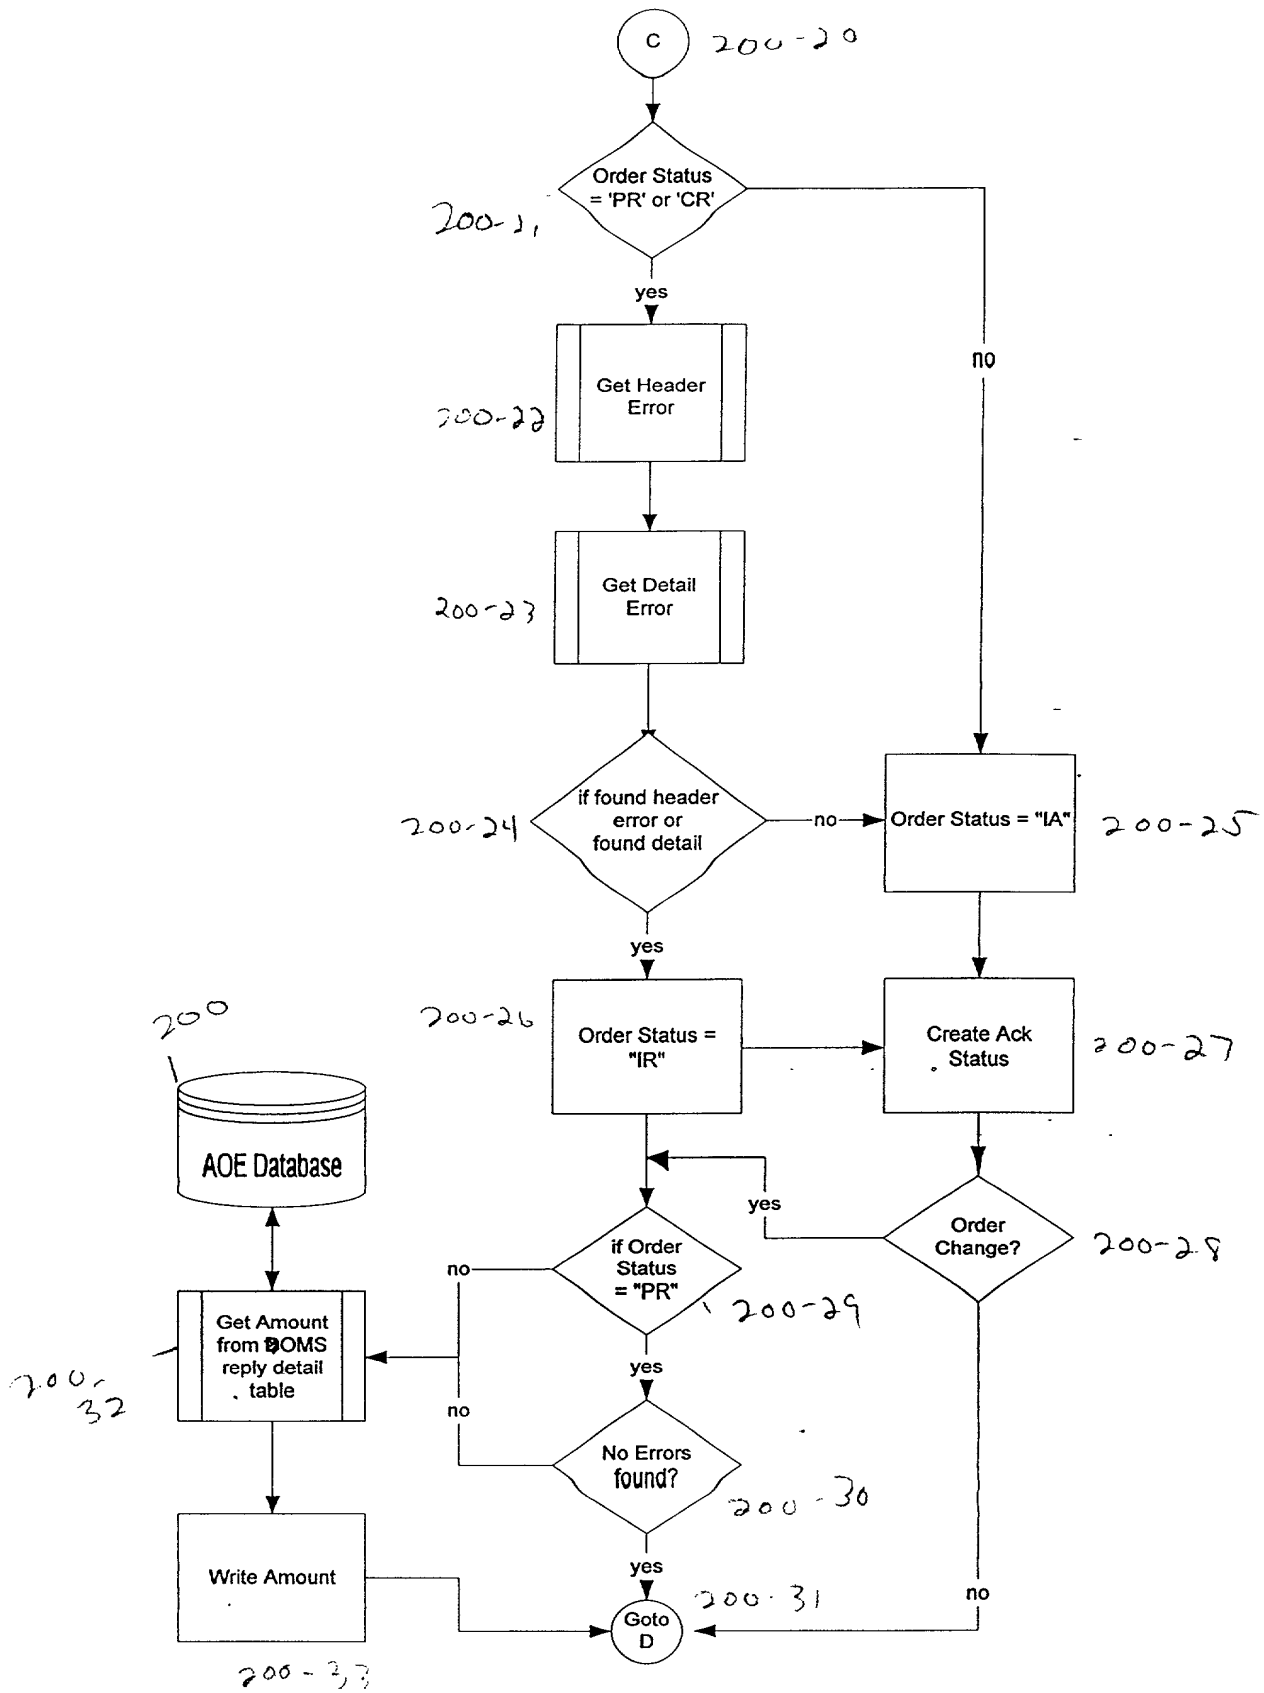 C
200-20
Order Status
= 'PR' or 'CR'
200-21
yes
no
Get Header
Error
200-22
Get Detail
Error
200-23
if found header
error or
found detail
200-24
no
Order Status = "IA"
200-25
yes
Order Status =
"IR"
200-26
Create Ack
Status
200-27
200
AOE Database
yes
Order
Change?
200-28
if Order
Status
= "PR"
200-29
no
Get Amount
from DOMS
reply detail
table
200-
32
yes
no
No Errors
found?
200-30
Write Amount
200-33
yes
no
Goto
D
200-31